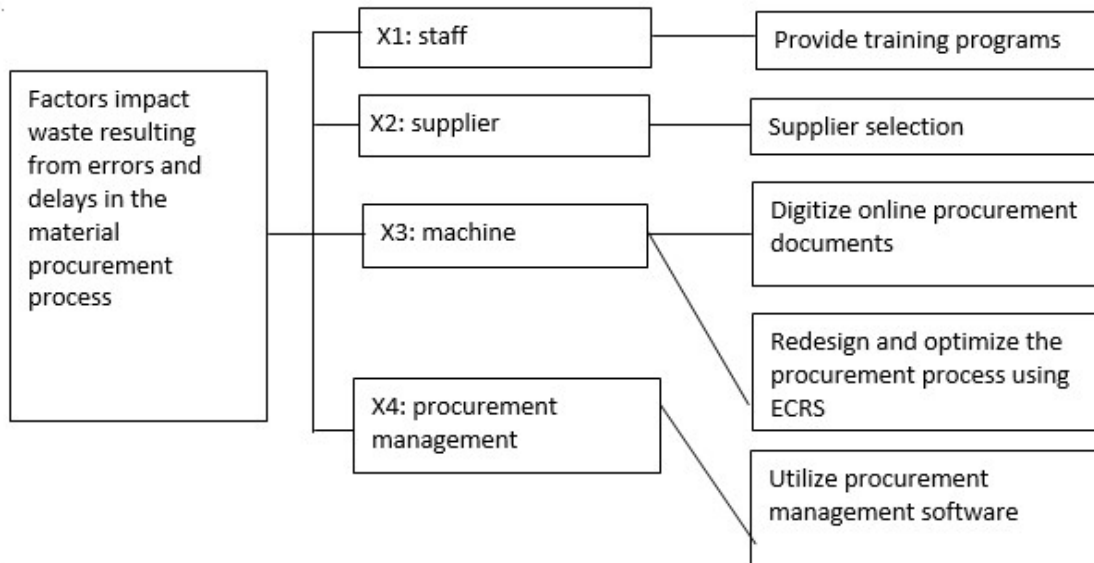 Factors impact
waste resulting
from errors and
delays in the
material
procurement
process
X1: staff
Provide training programs
X2: supplier
Supplier selection
X3: machine
Digitize online procurement
documents
Redesign and optimize the
procurement process using
ECRS
X4: procurement
management
Utilize procurement
management software